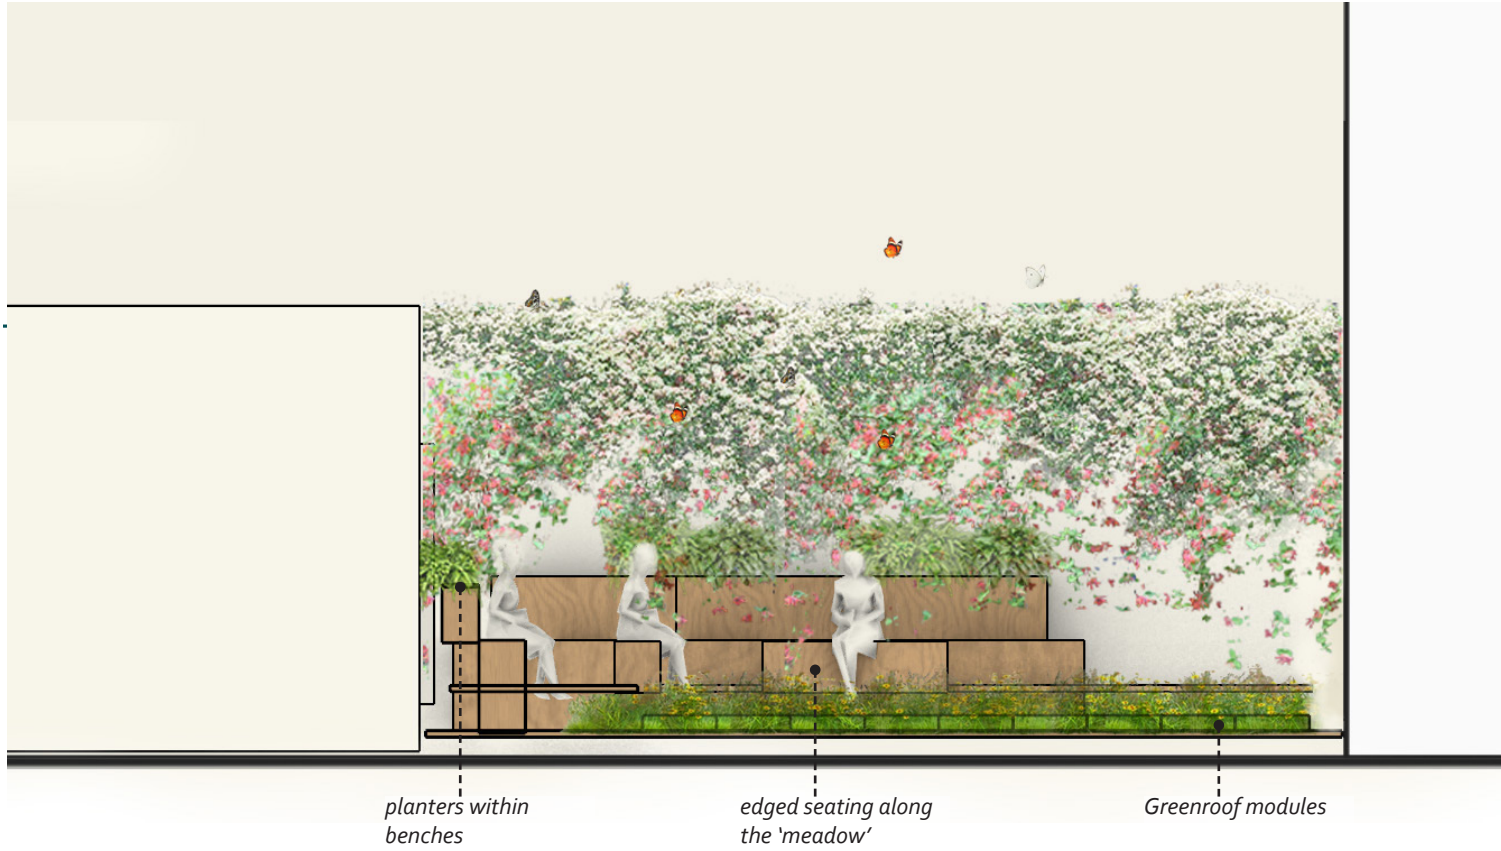 planters within
benches
edged seating along
the ‘meadow’
Greenroof modules